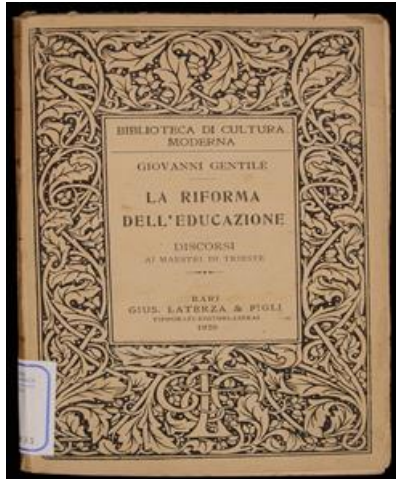 BIBLIOTECA DI CULTURA
MODERNA
GIOVANNI GENTILE
LA RIFORMA
DELL'EDUCAZIONE
DISCORSI
AI MAESTRI DI TRIESTE
BARI
GIUS. LATERZA & FIGLI
TIPOGRAFI-EDITORI-LIBRAI
1920